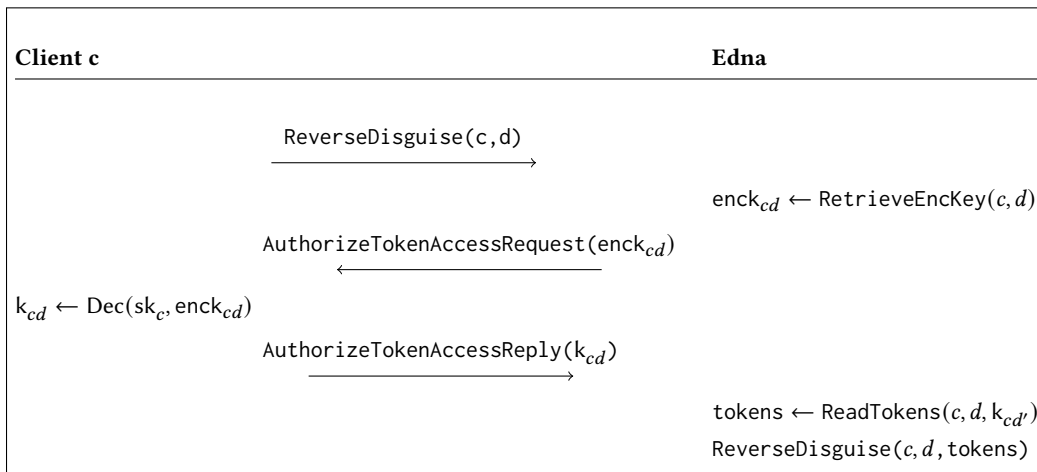 Client c Edna
ReverseDisguise(c,d)
enck_cd ← RetrieveEncKey(c, d)
AuthorizeTokenAccessRequest(enck_cd)
k_cd ← Dec(sk_c, enck_cd)
AuthorizeTokenAccessReply(k_cd)
tokens ← ReadTokens(c, d, k_cd′)
ReverseDisguise(c, d,tokens)